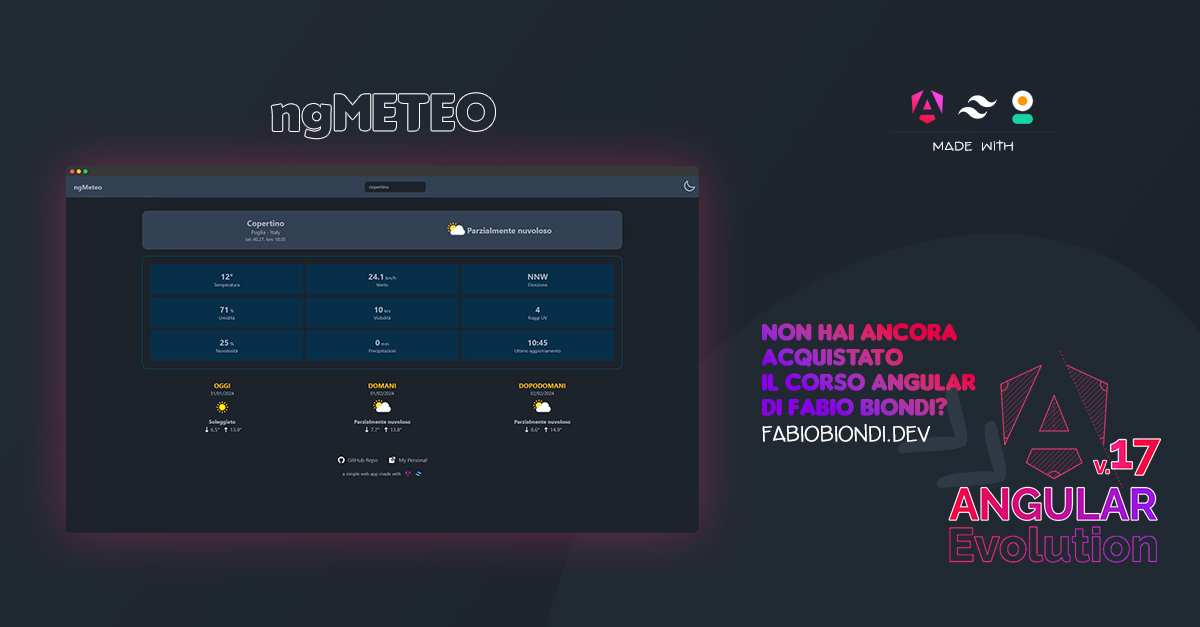 ngMETEO
MADE WITH
ngMeteo
copertino
Copertino
Puglia - Italy
lat: 40.27, lon: 18.05
Parzialmente nuvoloso
12°
Temperatura
24.1 km/h
Vento
NNW
Direzione
71 %
Umidità
10 km
Visibilità
4
Raggi UV
25 %
Nuvolosità
0 mm
Precipitazioni
10:45
Ultimo aggiornamento
OGGI
31/01/2024
Soleggiato
↓ 6.5° ↑ 13.9°
DOMANI
01/02/2024
Parzialmente nuvoloso
↓ 7.7° ↑ 13.8°
DOPODOMANI
02/02/2024
Parzialmente nuvoloso
↓ 8.6° ↑ 14.9°
GitHub Repo
My Personal
a simple web app made with
NON HAI ANCORA
ACQUISTATO
IL CORSO ANGULAR
DI FABIO BIONDI?
FABIOBIONDI.DEV
v.17
ANGULAR
Evolution